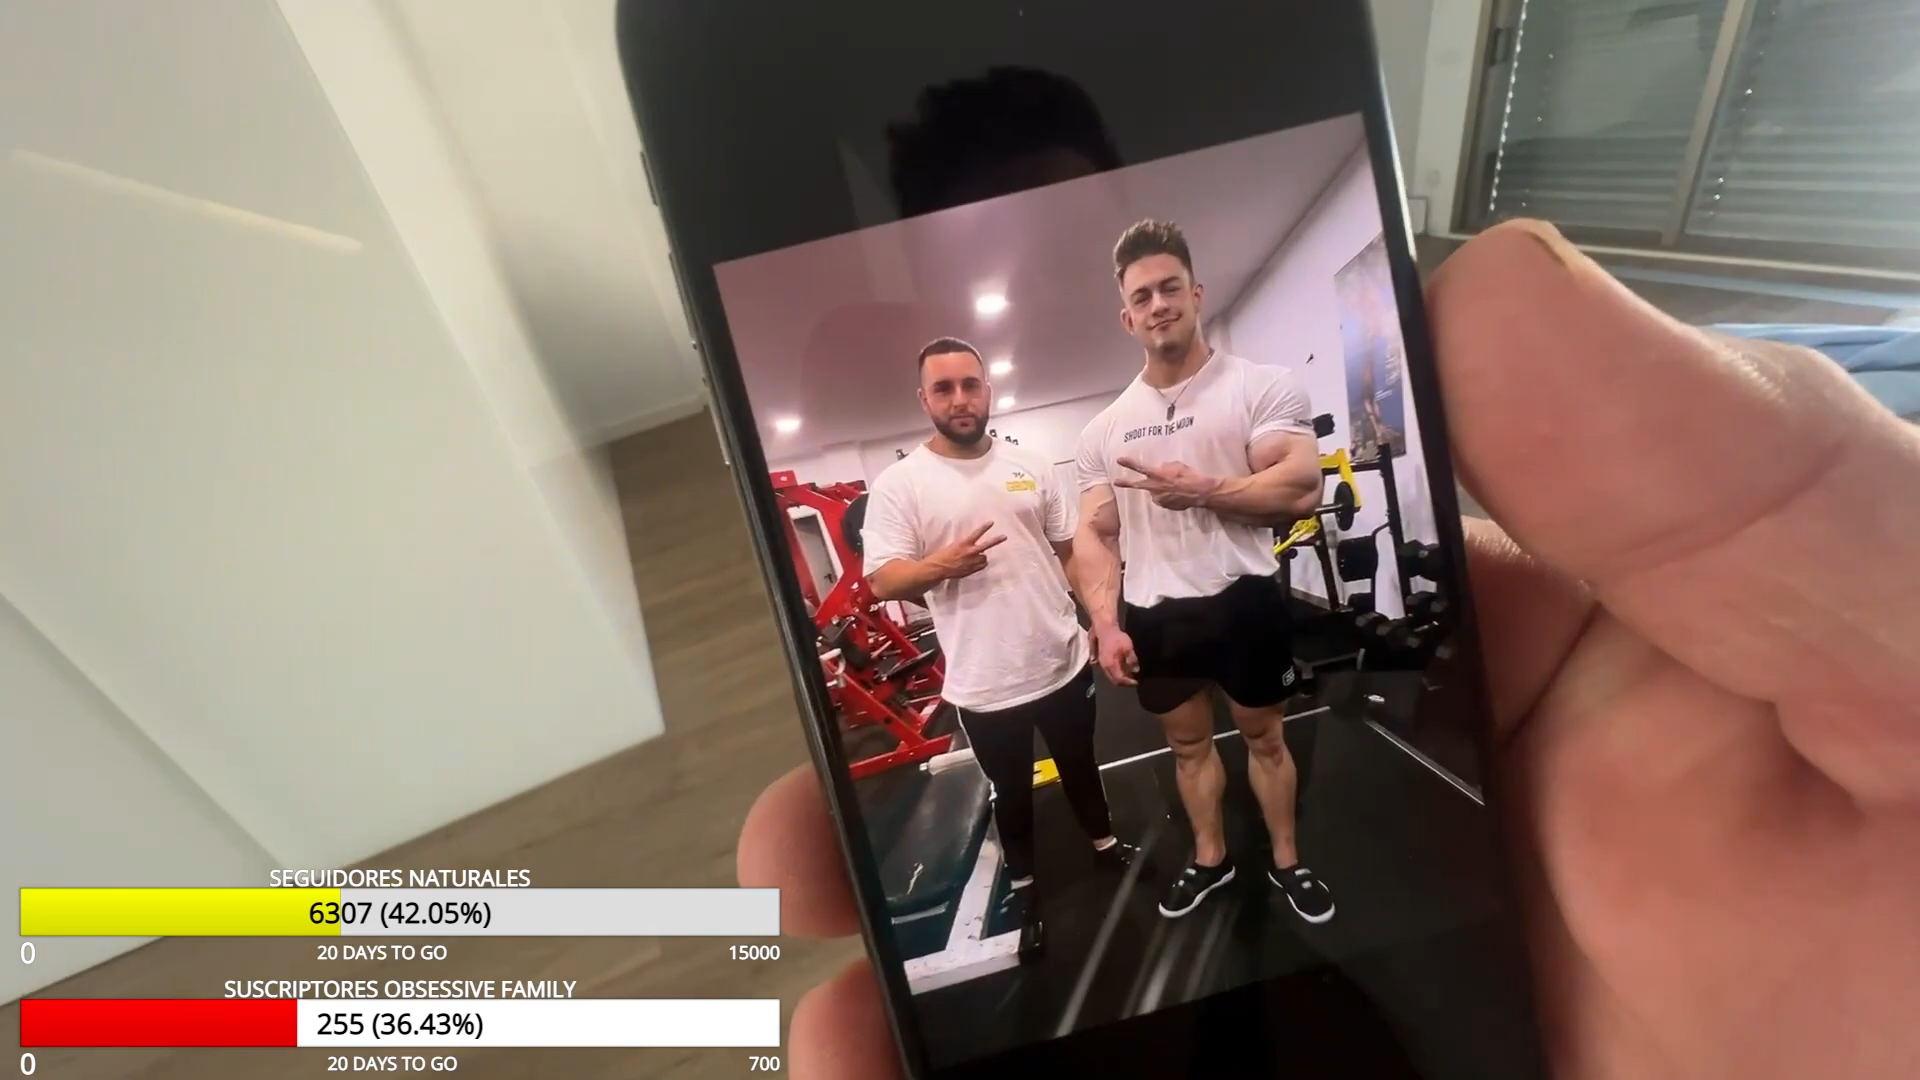 SHOOT FOR THE MOON
SEGUIDORES NATURALES
6307 (42.05%)
0
20 DAYS TO GO
15000
SUSCRIPTORES OBSESSIVE FAMILY
255 (36.43%)
0
20 DAYS TO GO
700